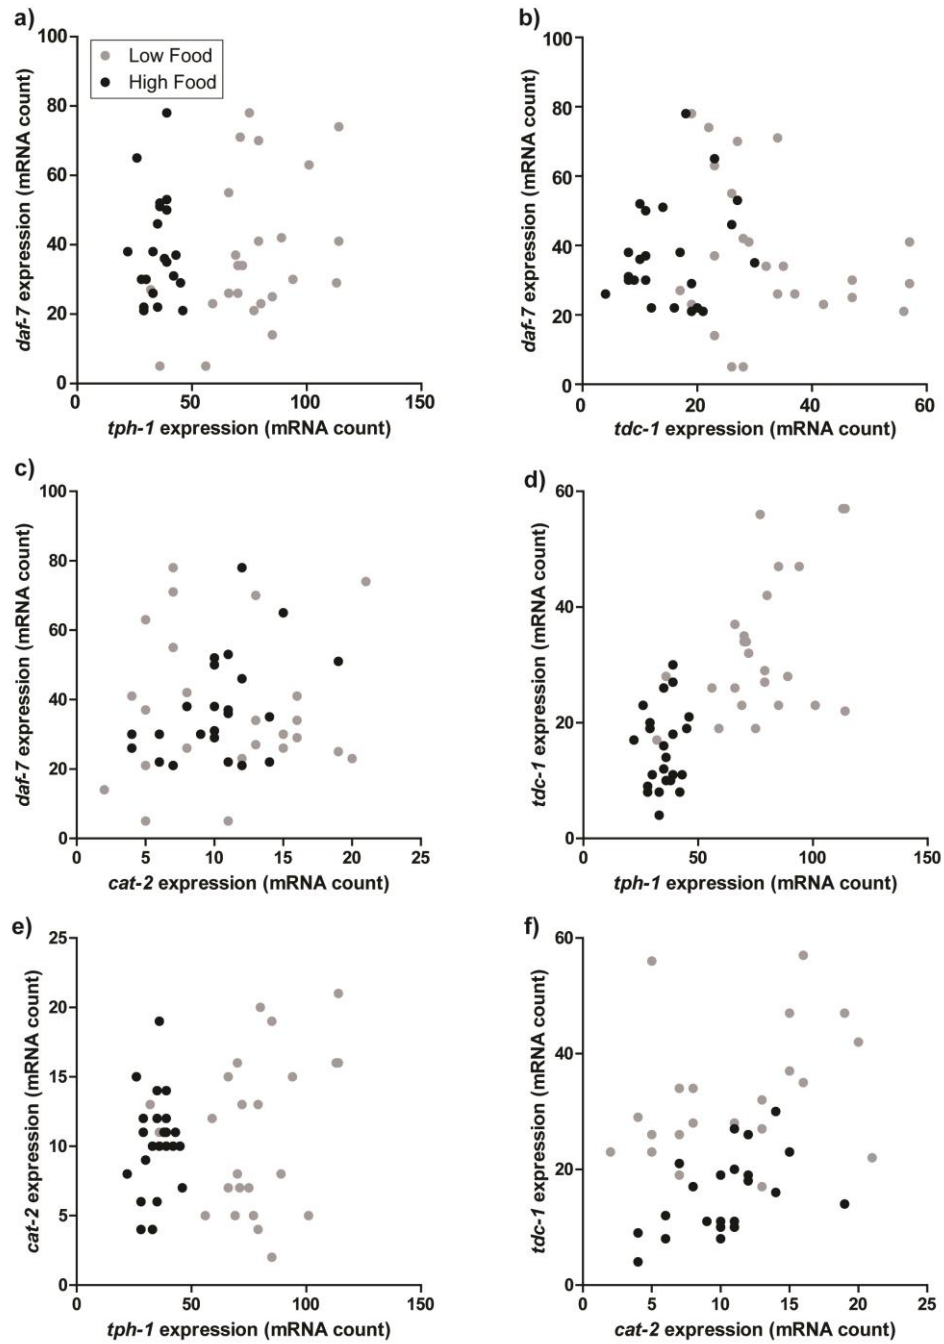 a)
100
80
60
40
20
0
daf-7 expression (mRNA count)
Low Food
High Food
0 50 100 150
tph-1 expression (mRNA count)
b)
100
80
60
40
20
0
daf-7 expression (mRNA count)
0 20 40 60
tdc-1 expression (mRNA count)
c)
100
80
60
40
20
0
daf-7 expression (mRNA count)
0 5 10 15 20 25
cat-2 expression (mRNA count)
d)
60
40
20
0
tdc-1 expression (mRNA count)
0 50 100 150
tph-1 expression (mRNA count)
e)
25
20
15
10
5
0
cat-2 expression (mRNA count)
0 50 100 150
tph-1 expression (mRNA count)
f)
60
40
20
0
tdc-1 expression (mRNA count)
0 5 10 15 20 25
cat-2 expression (mRNA count)